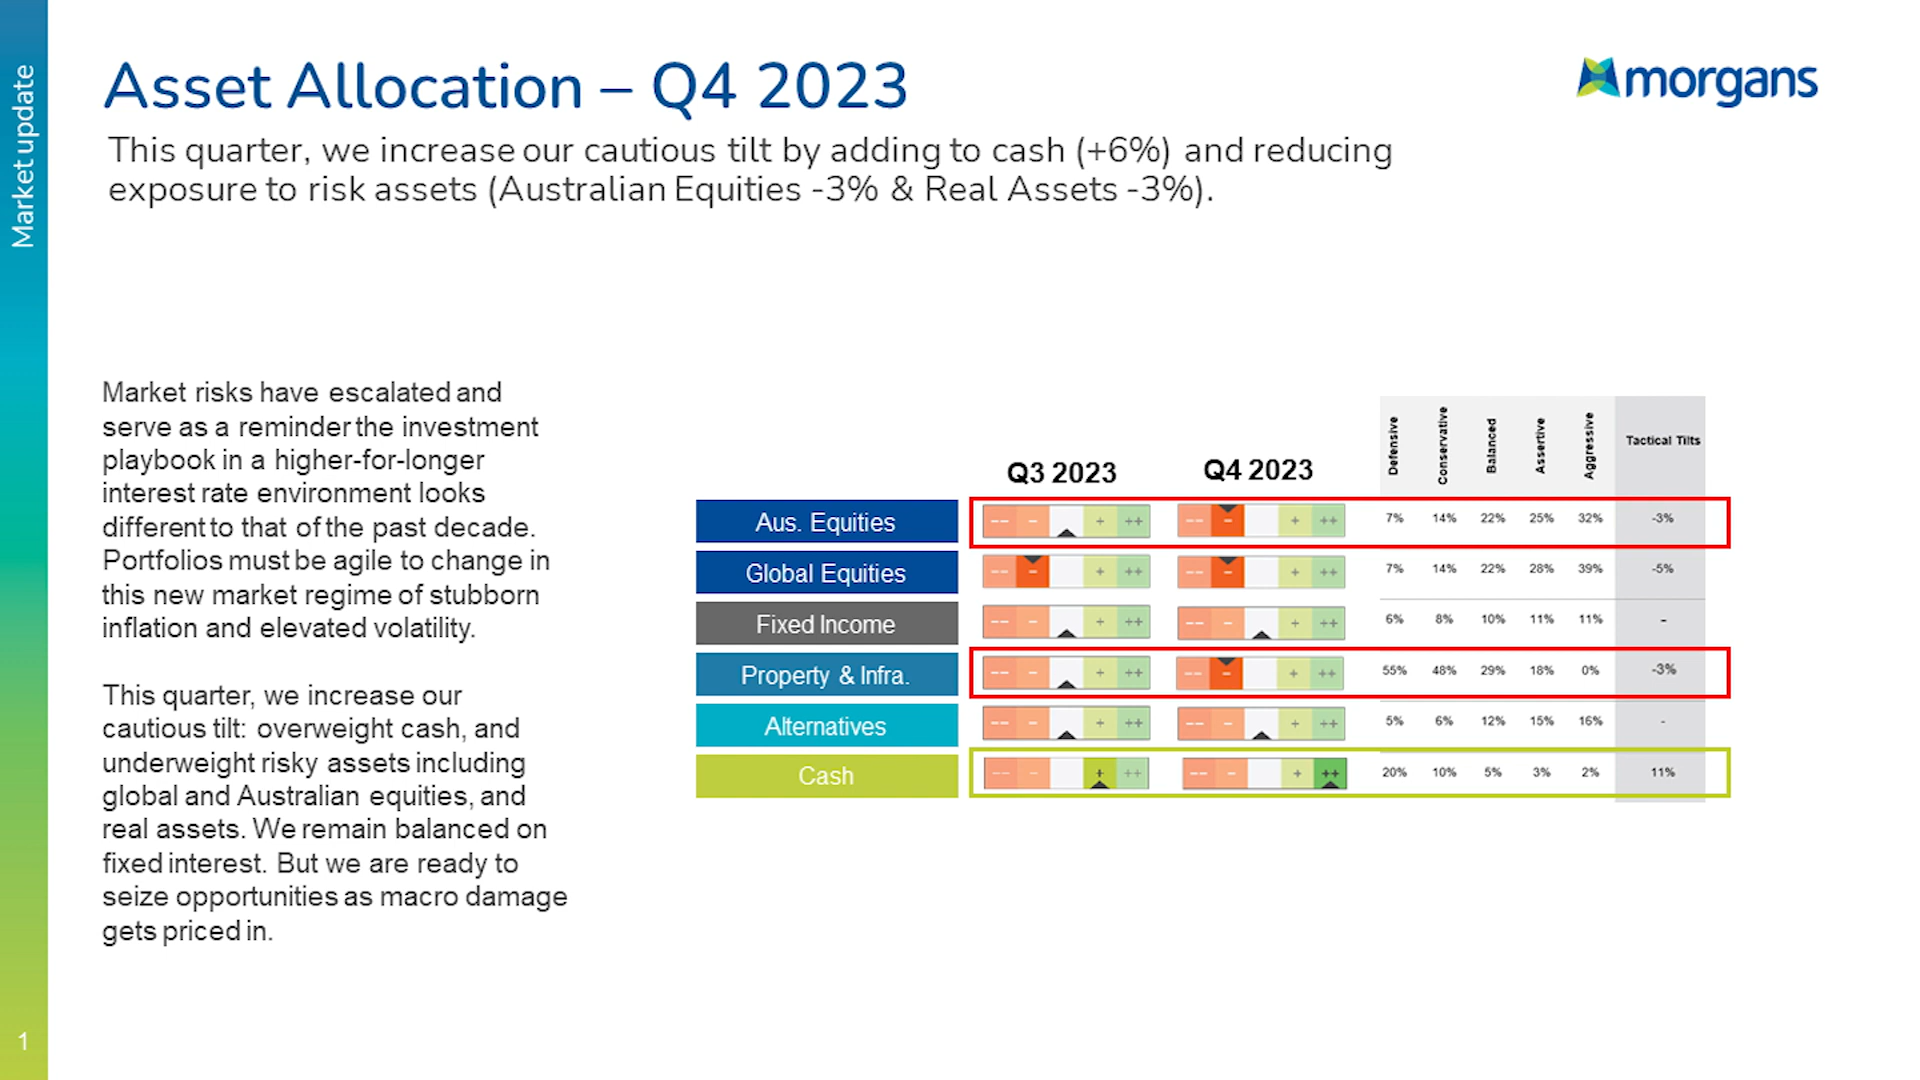 Market update
Asset Allocation – Q4 2023
morgans
This quarter, we increase our cautious tilt by adding to cash (+6%) and reducing
exposure to risk assets (Australian Equities -3% & Real Assets -3%).
Market risks have escalated and
serve as a reminder the investment
playbook in a higher-for-longer
interest rate environment looks
different to that of the past decade.
Portfolios must be agile to change in
this new market regime of stubborn
inflation and elevated volatility.
This quarter, we increase our
cautious tilt: overweight cash, and
underweight risky assets including
global and Australian equities, and
real assets. We remain balanced on
fixed interest. But we are ready to
seize opportunities as macro damage
gets priced in.
Q3 2023 Q4 2023 Defensive Conservative Balanced Assertive Aggressive Tactical Tilts
Aus. Equities -- - + ++ -- - + ++ 7% 14% 22% 25% 32% -3%
Global Equities -- - + ++ -- - + ++ 7% 14% 22% 28% 39% -5%
Fixed Income -- - + ++ -- - + ++ 6% 8% 10% 11% 11% -
Property & Infra. -- - + ++ -- - + ++ 55% 48% 29% 18% 0% -3%
Alternatives -- - + ++ -- - + ++ 5% 6% 12% 15% 16% -
Cash -- - + ++ -- - + ++ 20% 10% 5% 3% 2% 11%
1